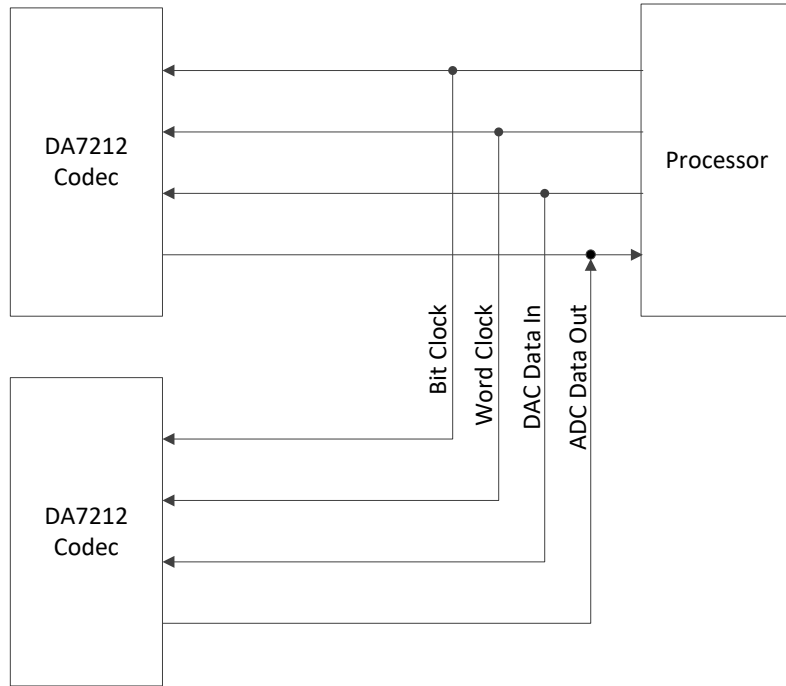 DA7212
Codec
Processor
Bit Clock
Word Clock
DAC Data In
ADC Data Out
DA7212
Codec